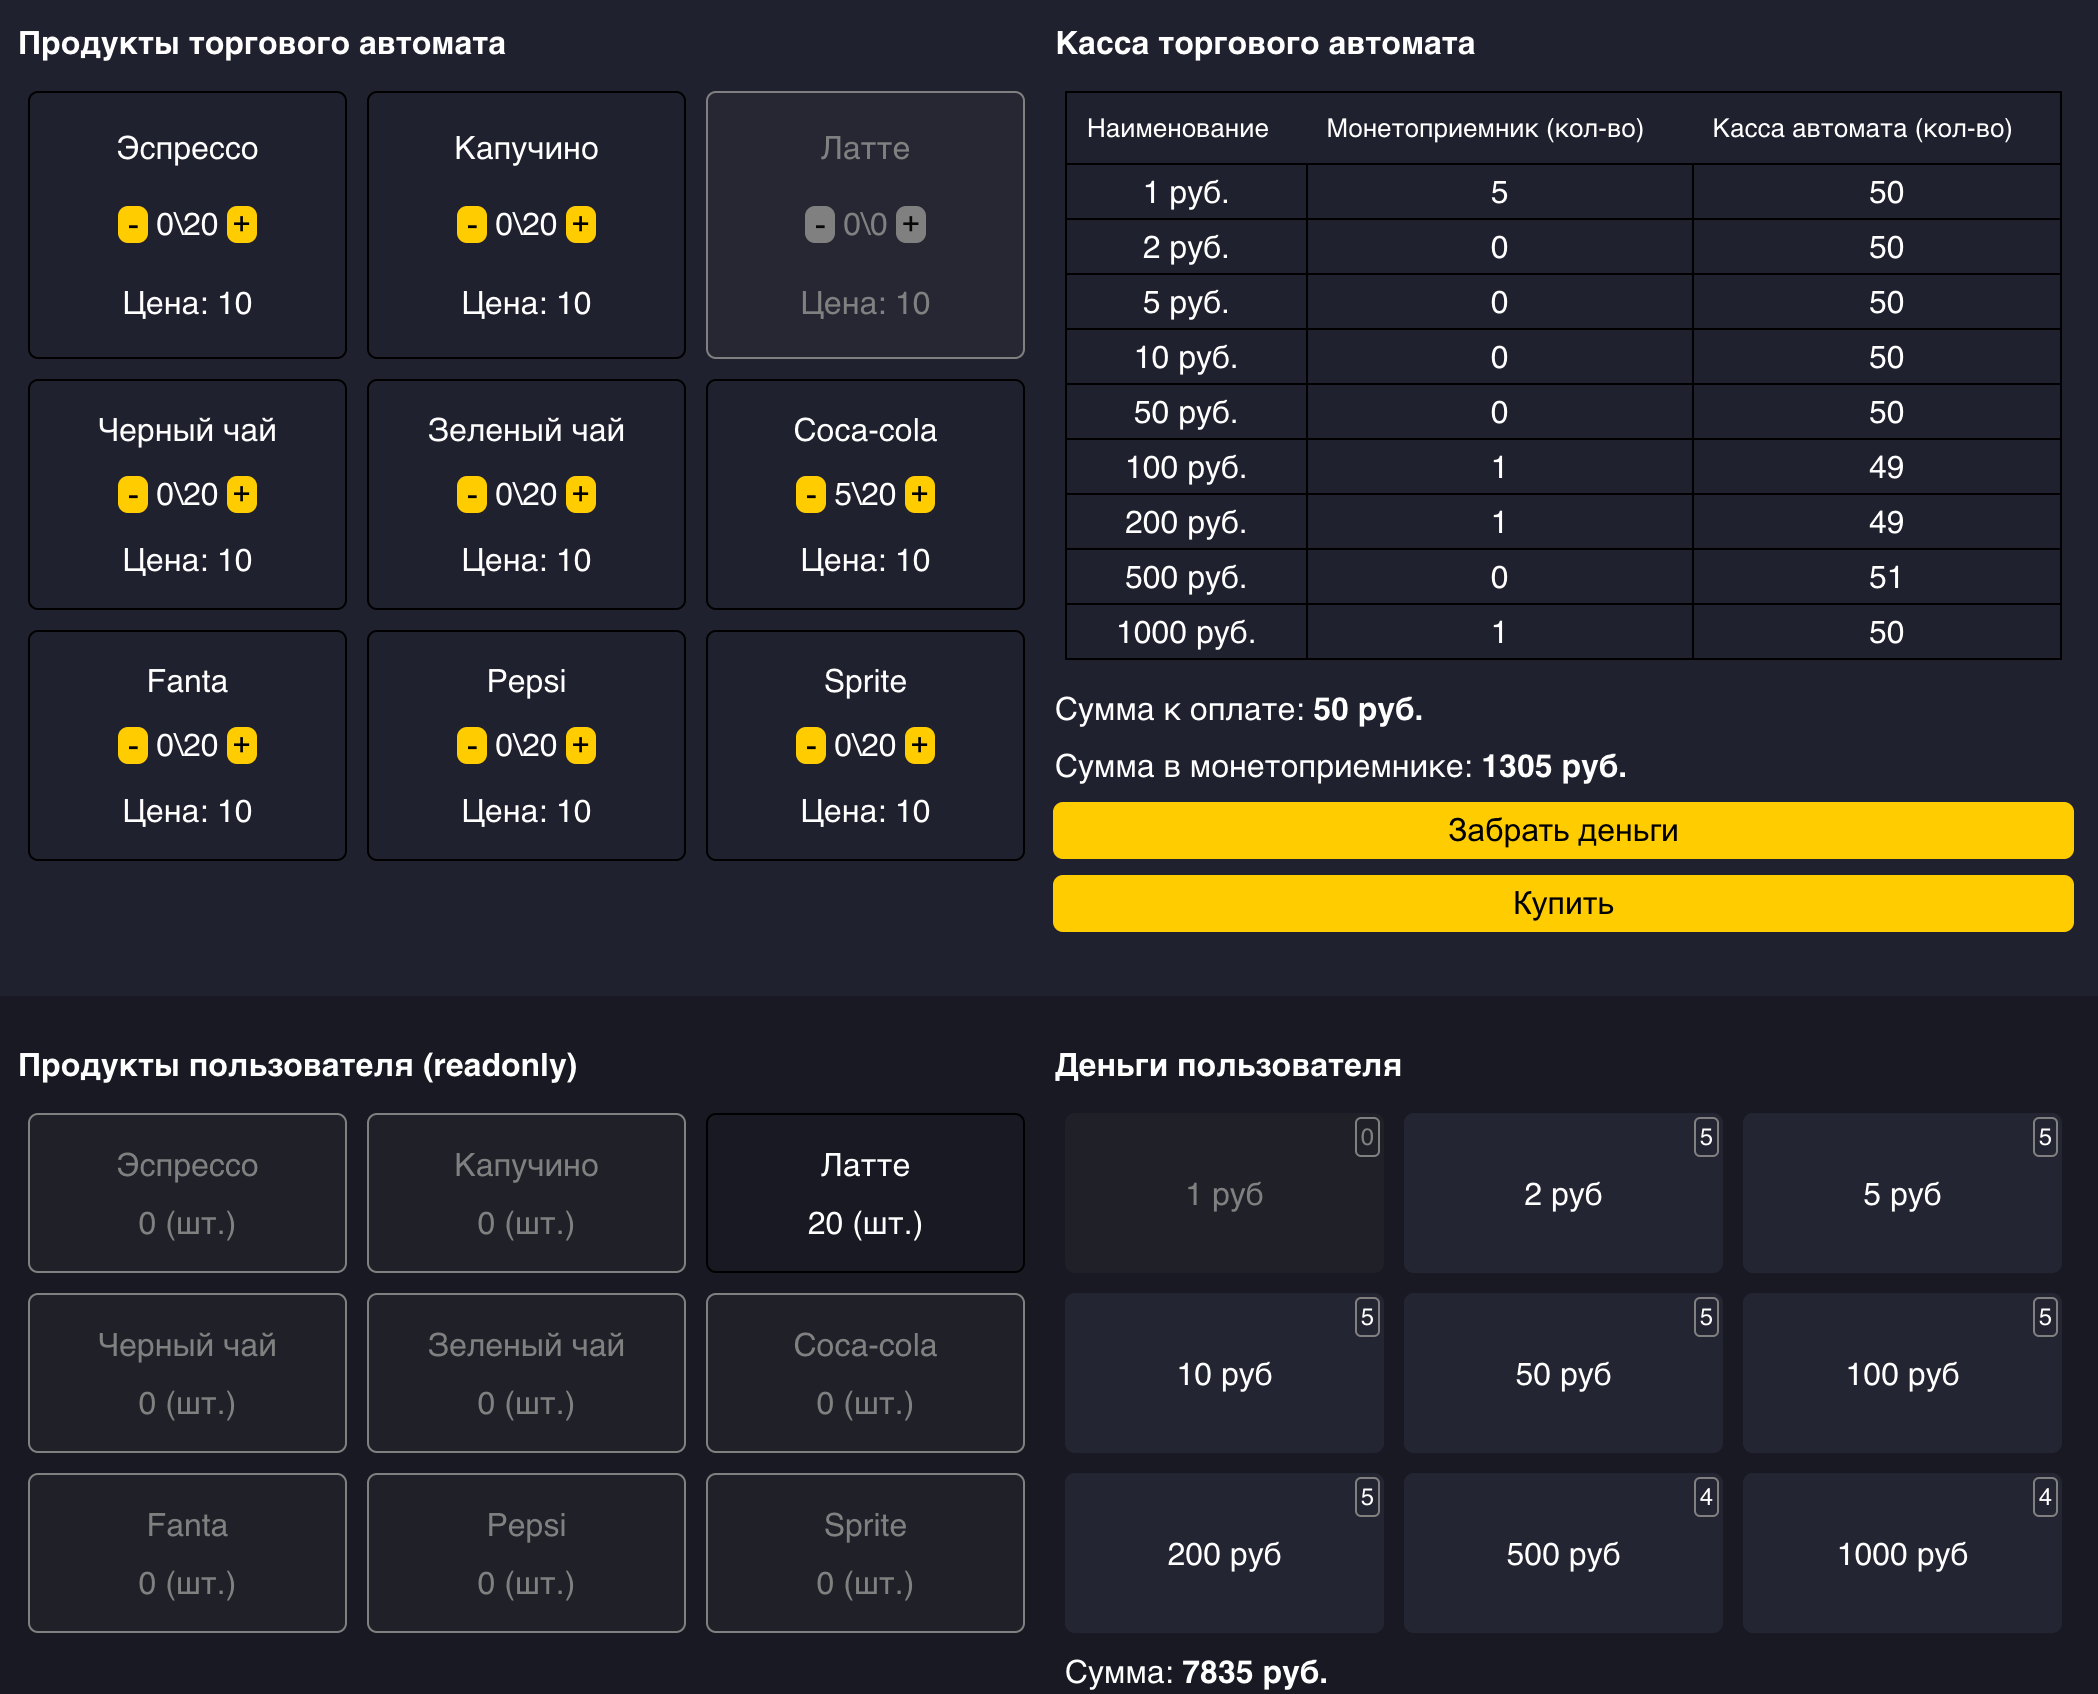 Продукты торгового автомата
Эспрессо
- 0\20 +
Цена: 10
Капучино
- 0\20 +
Цена: 10
Латте
- 0\0 +
Цена: 10
Черный чай
- 0\20 +
Цена: 10
Зеленый чай
- 0\20 +
Цена: 10
Coca-cola
- 5\20 +
Цена: 10
Fanta
- 0\20 +
Цена: 10
Pepsi
- 0\20 +
Цена: 10
Sprite
- 0\20 +
Цена: 10
Касса торгового автомата
Наименование Монетоприемник (кол-во) Касса автомата (кол-во)
1 руб. 5 50
2 руб. 0 50
5 руб. 0 50
10 руб. 0 50
50 руб. 0 50
100 руб. 1 49
200 руб. 1 49
500 руб. 0 51
1000 руб. 1 50
Сумма к оплате: 50 руб.
Сумма в монетоприемнике: 1305 руб.
Забрать деньги
Купить
Продукты пользователя (readonly)
Эспрессо
0 (шт.)
Капучино
0 (шт.)
Латте
20 (шт.)
Черный чай
0 (шт.)
Зеленый чай
0 (шт.)
Coca-cola
0 (шт.)
Fanta
0 (шт.)
Pepsi
0 (шт.)
Sprite
0 (шт.)
Деньги пользователя
0
1 руб
5
2 руб
5
5 руб
5
10 руб
5
50 руб
5
100 руб
5
200 руб
4
500 руб
4
1000 руб
Сумма: 7835 руб.